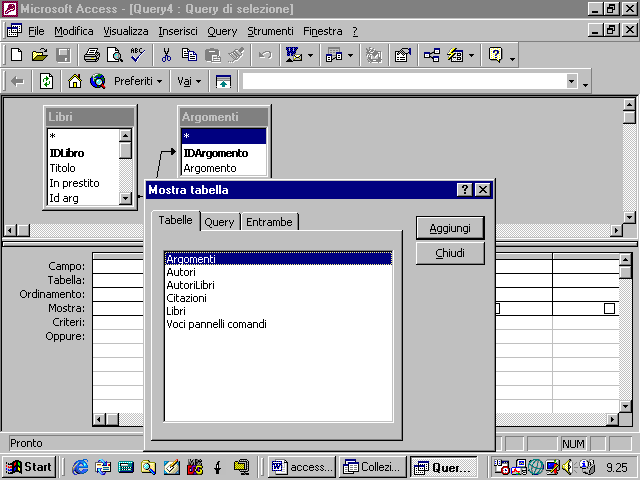 Microsoft Access - [Query4 : Query di selezione]
File Modifica Visualizza Inserisci Query Strumenti Finestra ?
Preferiti Vai
Libri
*
IDLibro
Titolo
In prestito
Id arg
Argomenti
*
IDArgomento
Argomento
Mostra tabella
Tabelle Query Entrambe
Argomenti
Autori
AutoriLibri
Citazioni
Libri
Voci pannelli comandi
Aggiungi
Chiudi
Campo:
Tabella:
Ordinamento:
Mostra:
Criteri:
Oppure:
Pronto NUM
Start access... Collezi... Quer... 9.25